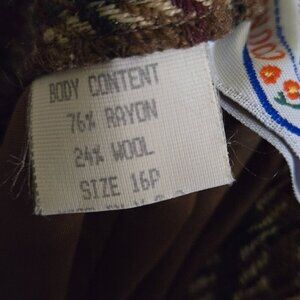 BODY CONTENT
76% RAYON
24% WOOL
SIZE 16P